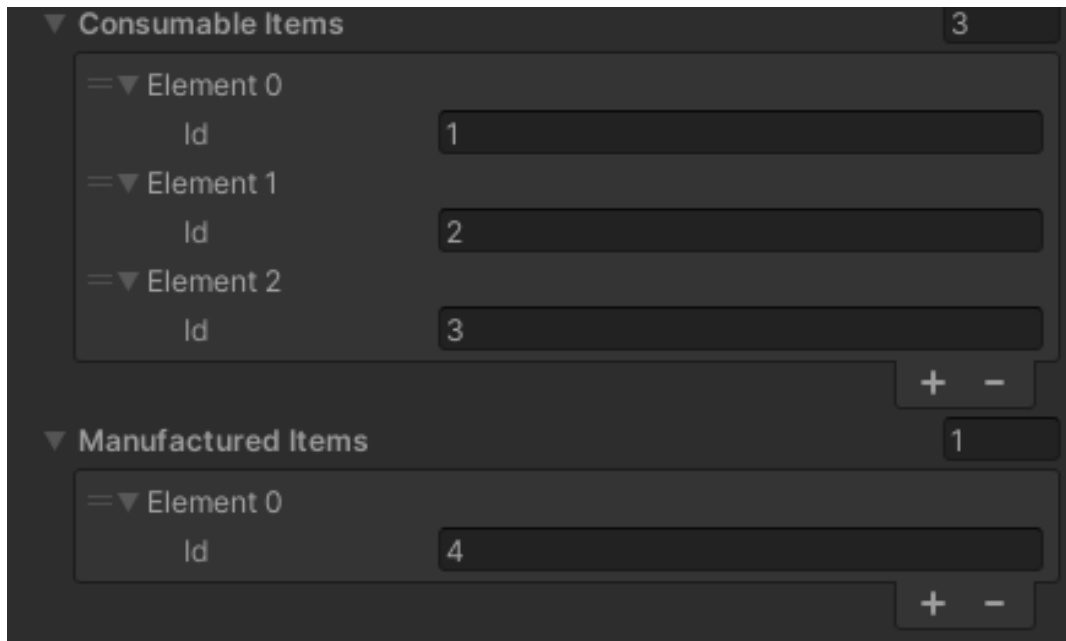 Consumable Items 3
Element 0
Id 1
Element 1
Id 2
Element 2
Id 3
+ -
Manufactured Items 1
Element 0
Id 4
+ -